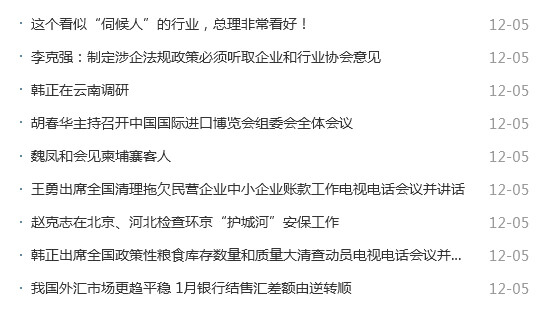 · 这个看似“伺候人”的行业，总理非常看好！ 12-05
· 李克强：制定涉企法规政策必须听取企业和行业协会意见 12-05
· 韩正在云南调研 12-05
· 胡春华主持召开中国国际进口博览会组委会全体会议 12-05
· 魏凤和会见柬埔寨客人 12-05
· 王勇出席全国清理拖欠民营企业中小企业账款工作电视电话会议并讲话 12-05
· 赵克志在北京、河北检查环京“护城河”安保工作 12-05
· 韩正出席全国政策性粮食库存数量和质量大清查动员电视电话会议并... 12-05
· 我国外汇市场更趋平稳 1月银行结售汇差额由逆转顺 12-05